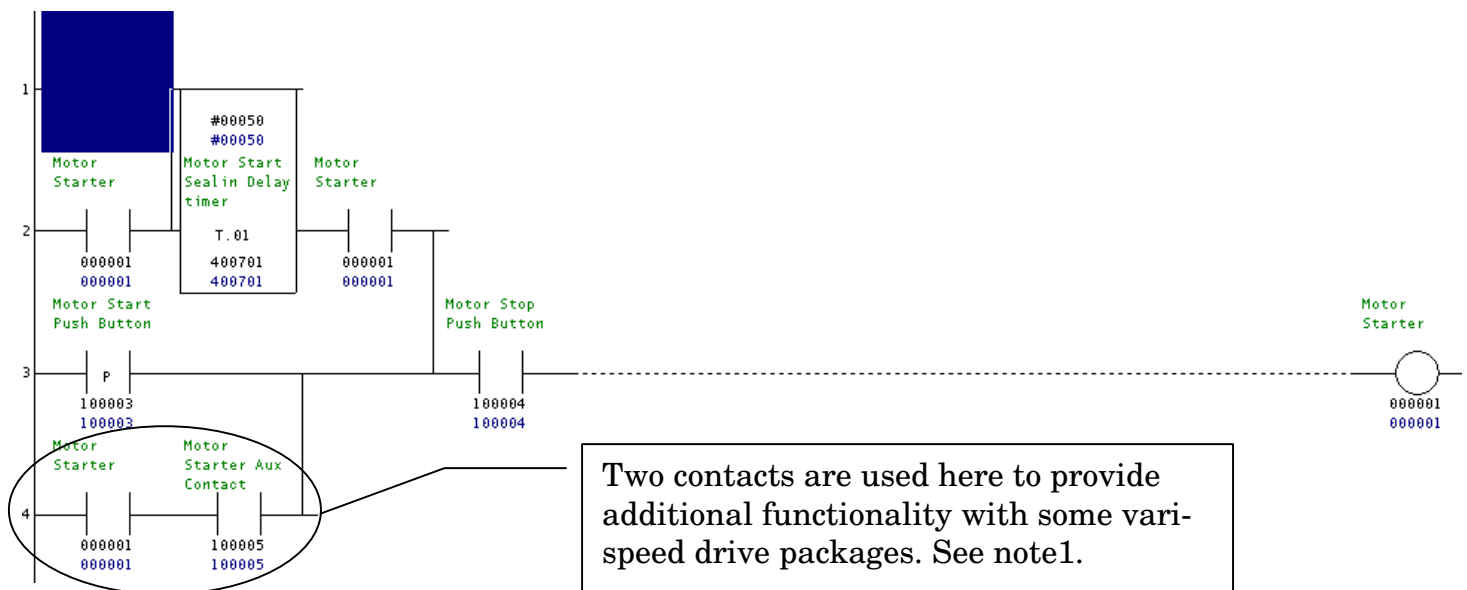 1
#00050
#00050
Motor
Starter
Motor Start
Sealin Delay
timer
Motor
Starter
2
T.01
000001
000001
400701
400701
000001
000001
Motor Start
Push Button
Motor Stop
Push Button
Motor
Starter
3
P
100003
100003
100004
100004
000001
000001
Motor
Starter
Motor
Starter Aux
Contact
4
000001
000001
100005
100005
Two contacts are used here to provide
additional functionality with some vari-
speed drive packages. See note1.